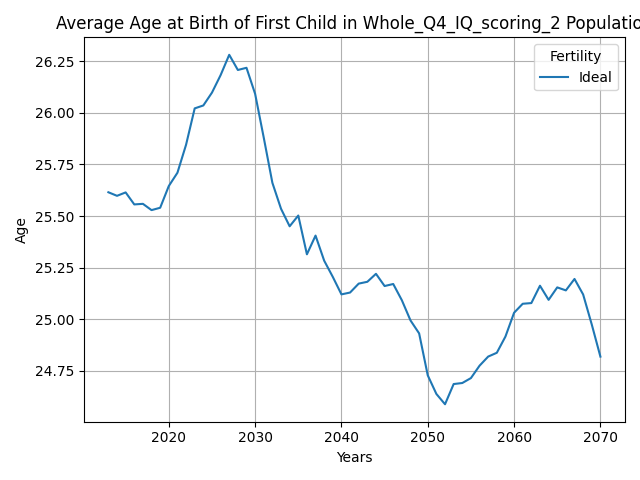 Average Age at Birth of First Child in Whole_Q4_IQ_scoring_2 Populatio
Fertility
Ideal
26.25
26.00
25.75
25.50
25.25
25.00
24.75
Age
2020 2030 2040 2050 2060 2070
Years